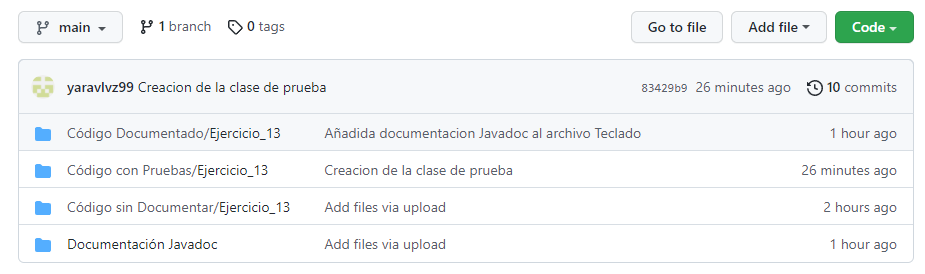 main 1 branch 0 tags Go to file Add file Code
yaravlvz99 Creacion de la clase de prueba 83429b9 26 minutes ago 10 commits
Código Documentado/Ejercicio_13 Añadida documentacion Javadoc al archivo Teclado 1 hour ago
Código con Pruebas/Ejercicio_13 Creacion de la clase de prueba 26 minutes ago
Código sin Documentar/Ejercicio_13 Add files via upload 2 hours ago
Documentación Javadoc Add files via upload 1 hour ago